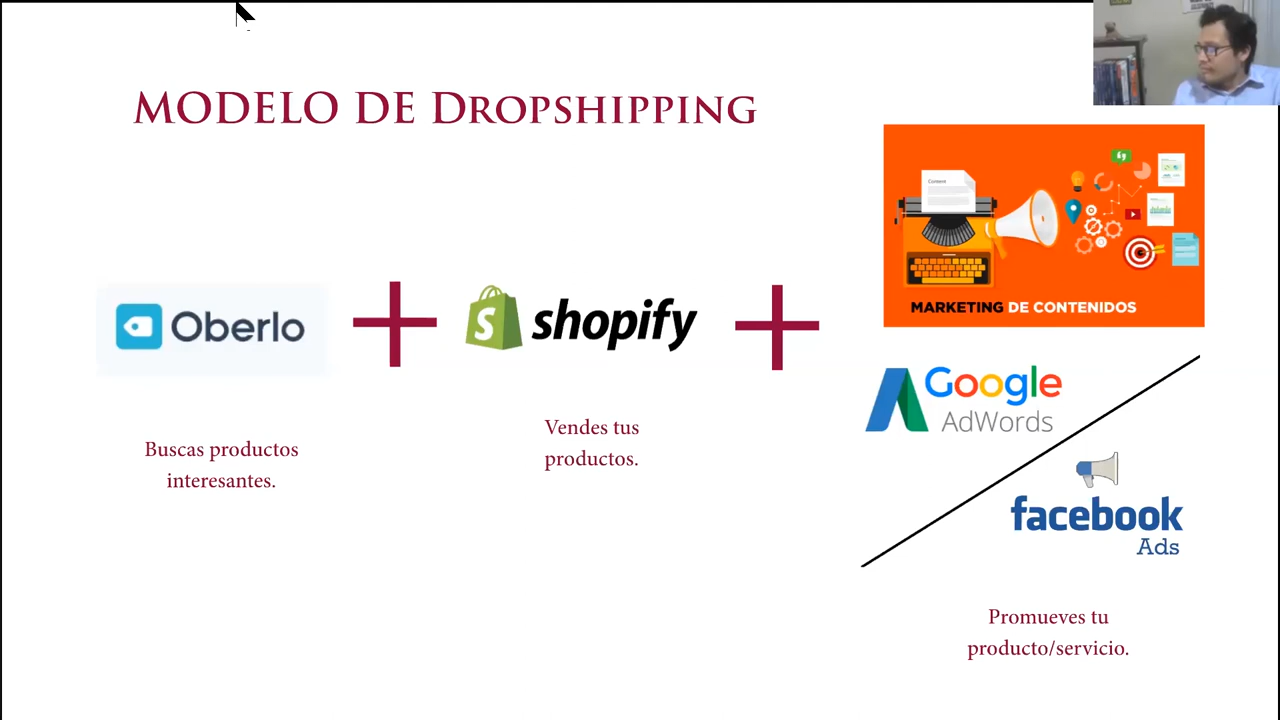 MODELO DE DROPSHIPPING
Content
MARKETING DE CONTENIDOS
Oberlo
S shopify
Google
AdWords
facebook
Ads
Buscas productos
interesantes.
Vendes tus
productos.
Promueves tu
producto/servicio.